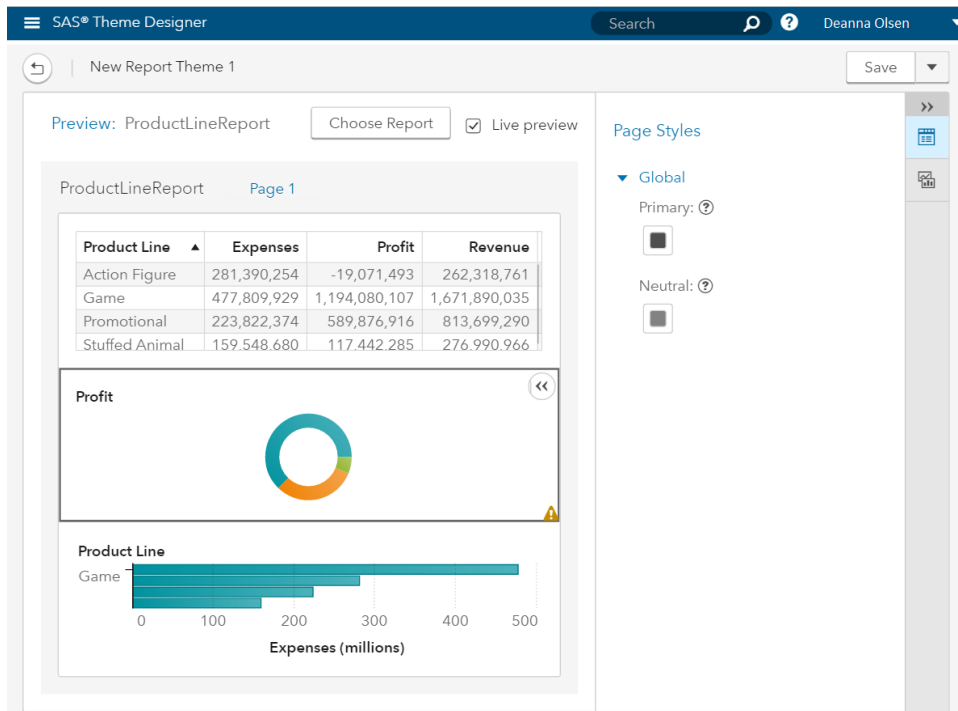 SAS® Theme Designer
Search
Deanna Olsen
New Report Theme 1
Save
Preview: ProductLineReport
Choose Report
Live preview
Page Styles
ProductLineReport
Page 1
Global
Primary:
Neutral:
Product Line Expenses Profit Revenue
Action Figure 281,390,254 -19,071,493 262,318,761
Game 477,809,929 1,194,080,107 1,671,890,035
Promotional 223,822,374 589,876,916 813,699,290
Stuffed Animal 159,548,680 117,442,285 276,990,966
Profit
Product Line
Game
0 100 200 300 400 500
Expenses (millions)